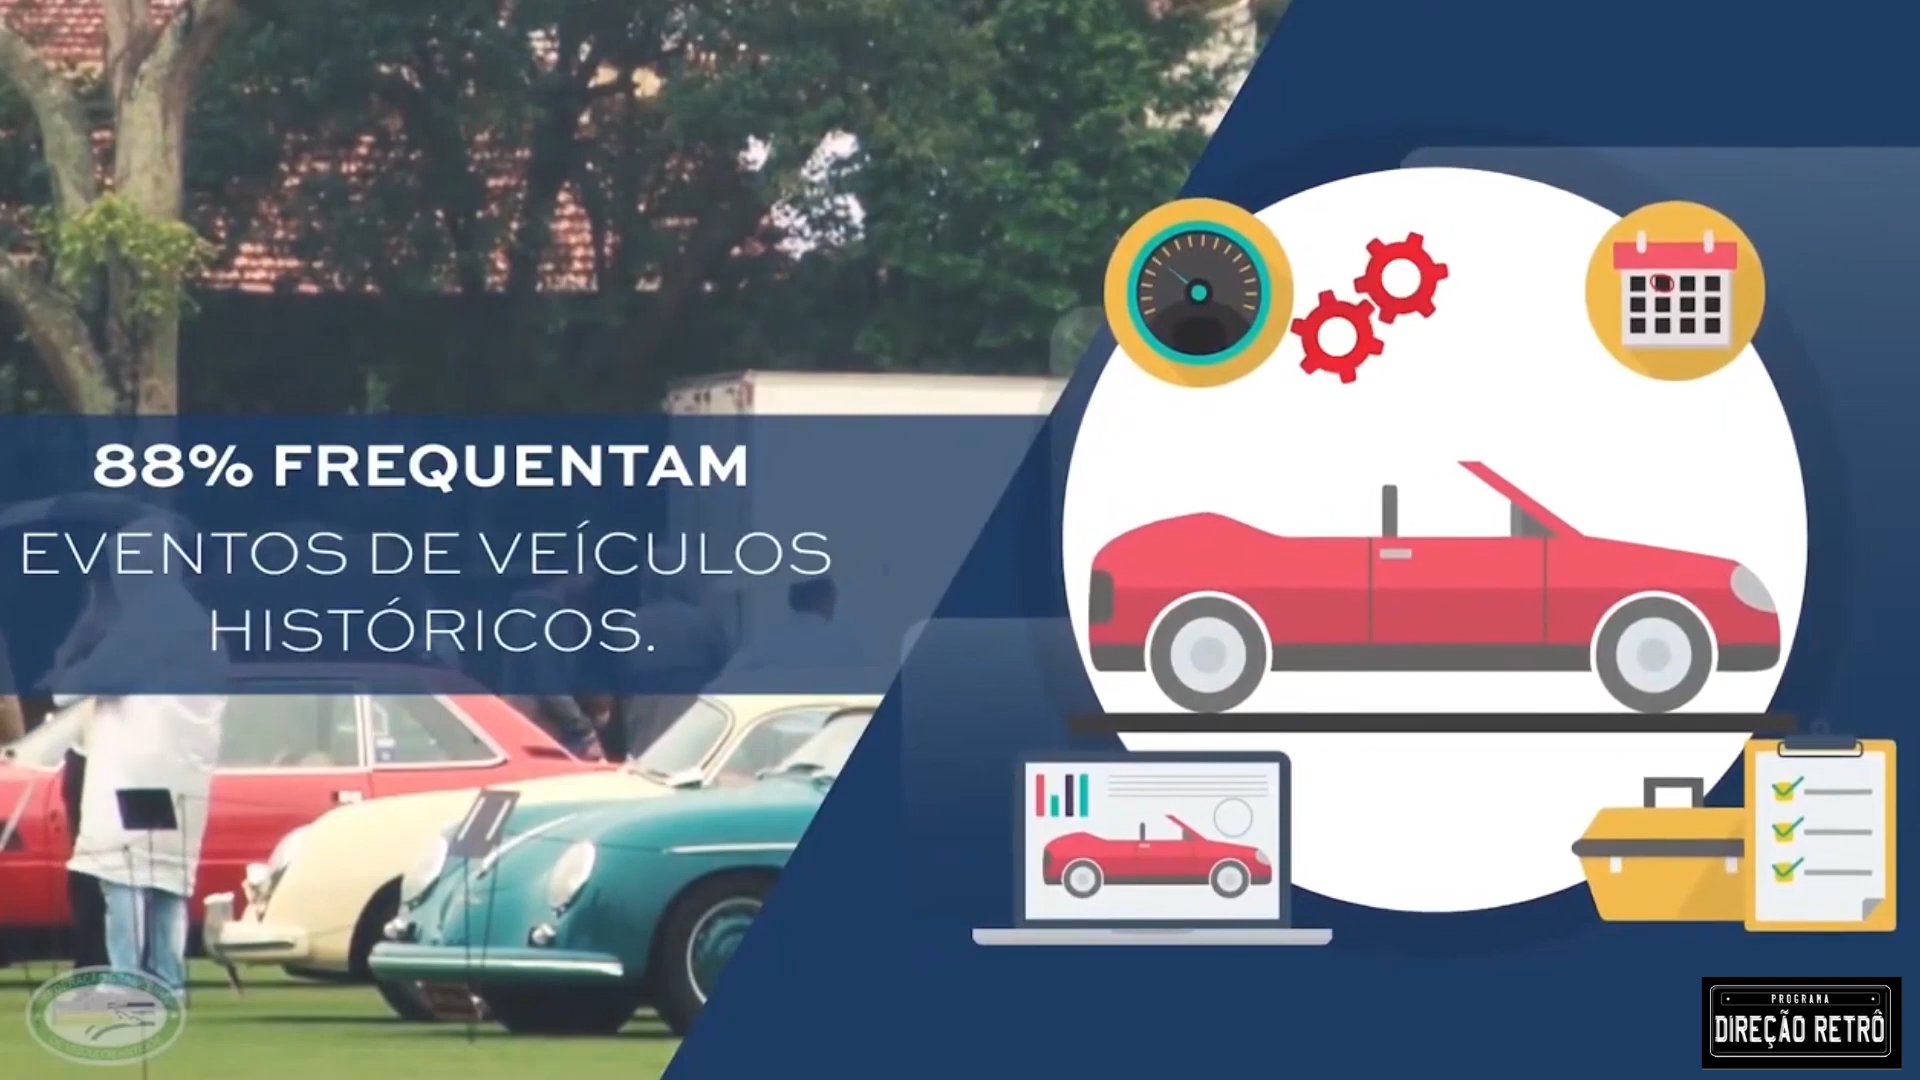 88% FREQUENTAM
EVENTOS DE VEÍCULOS
HISTÓRICOS.
PROGRAMA
DIREÇÃO RETRÔ